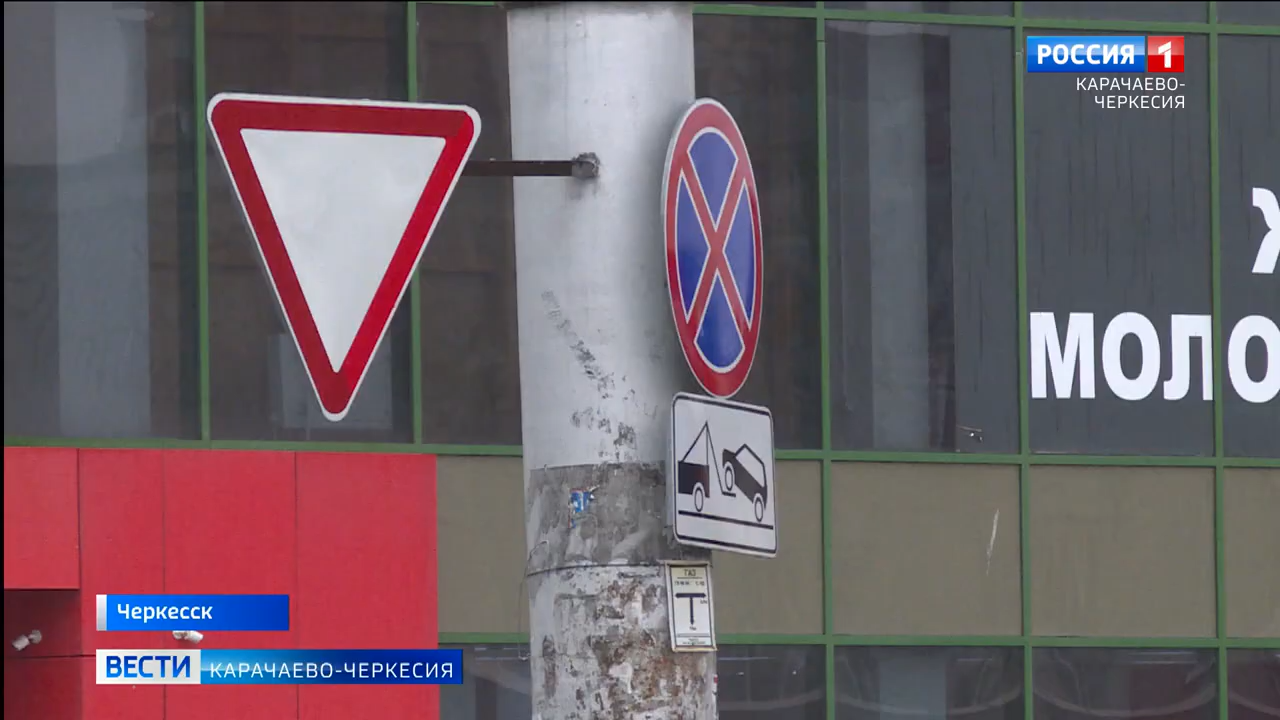 РОССИЯ 1
КАРАЧАЕВО-
ЧЕРКЕСИЯ
МОЛО
ГАЗ
Черкесск
ВЕСТИ КАРАЧАЕВО-ЧЕРКЕСИЯ